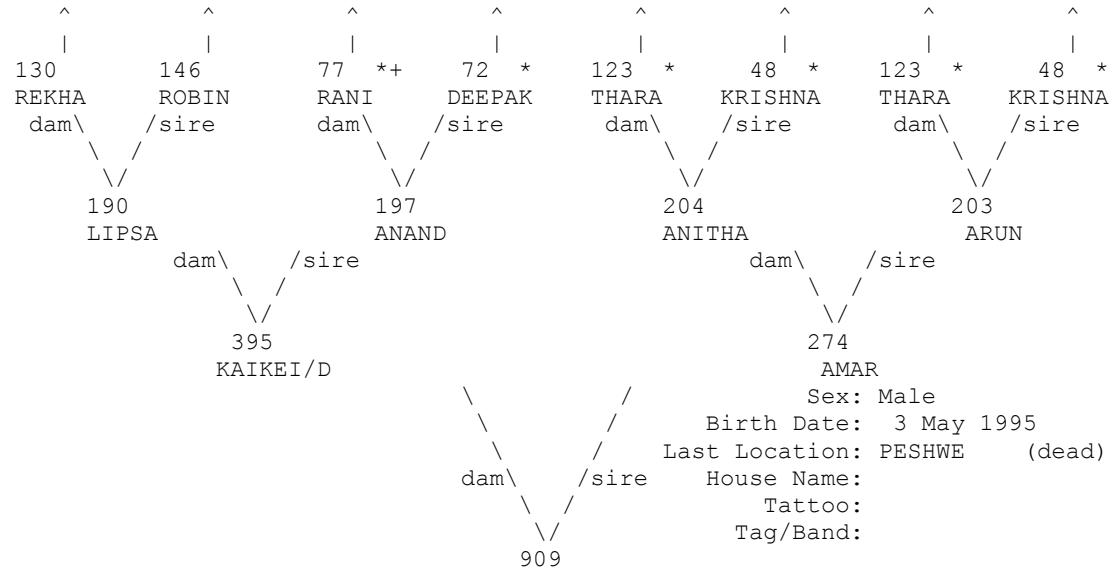 ^ ^ ^ ^ ^ ^ ^ ^
| | | | | | | |
130 146 77 *+ 72 * 123 * 48 * 123 * 48 *
REKHA ROBIN RANI DEEPAK THARA KRISHNA THARA KRISHNA
dam\ /sire dam\ /sire dam\ /sire dam\ /sire
\ / \ / \ / \ /
\/ \/ \/ \/
190 197 204 203
LIPSA ANAND ANITHA ARUN
dam\ /sire dam\ /sire
\ / \ /
\/ \/
395 274
KAIKEI/D AMAR
\ / Sex: Male
\ / Birth Date: 3 May 1995
\ / Last Location: PESHWE (dead)
dam\ /sire House Name:
\ / Tattoo:
\/ Tag/Band:
909